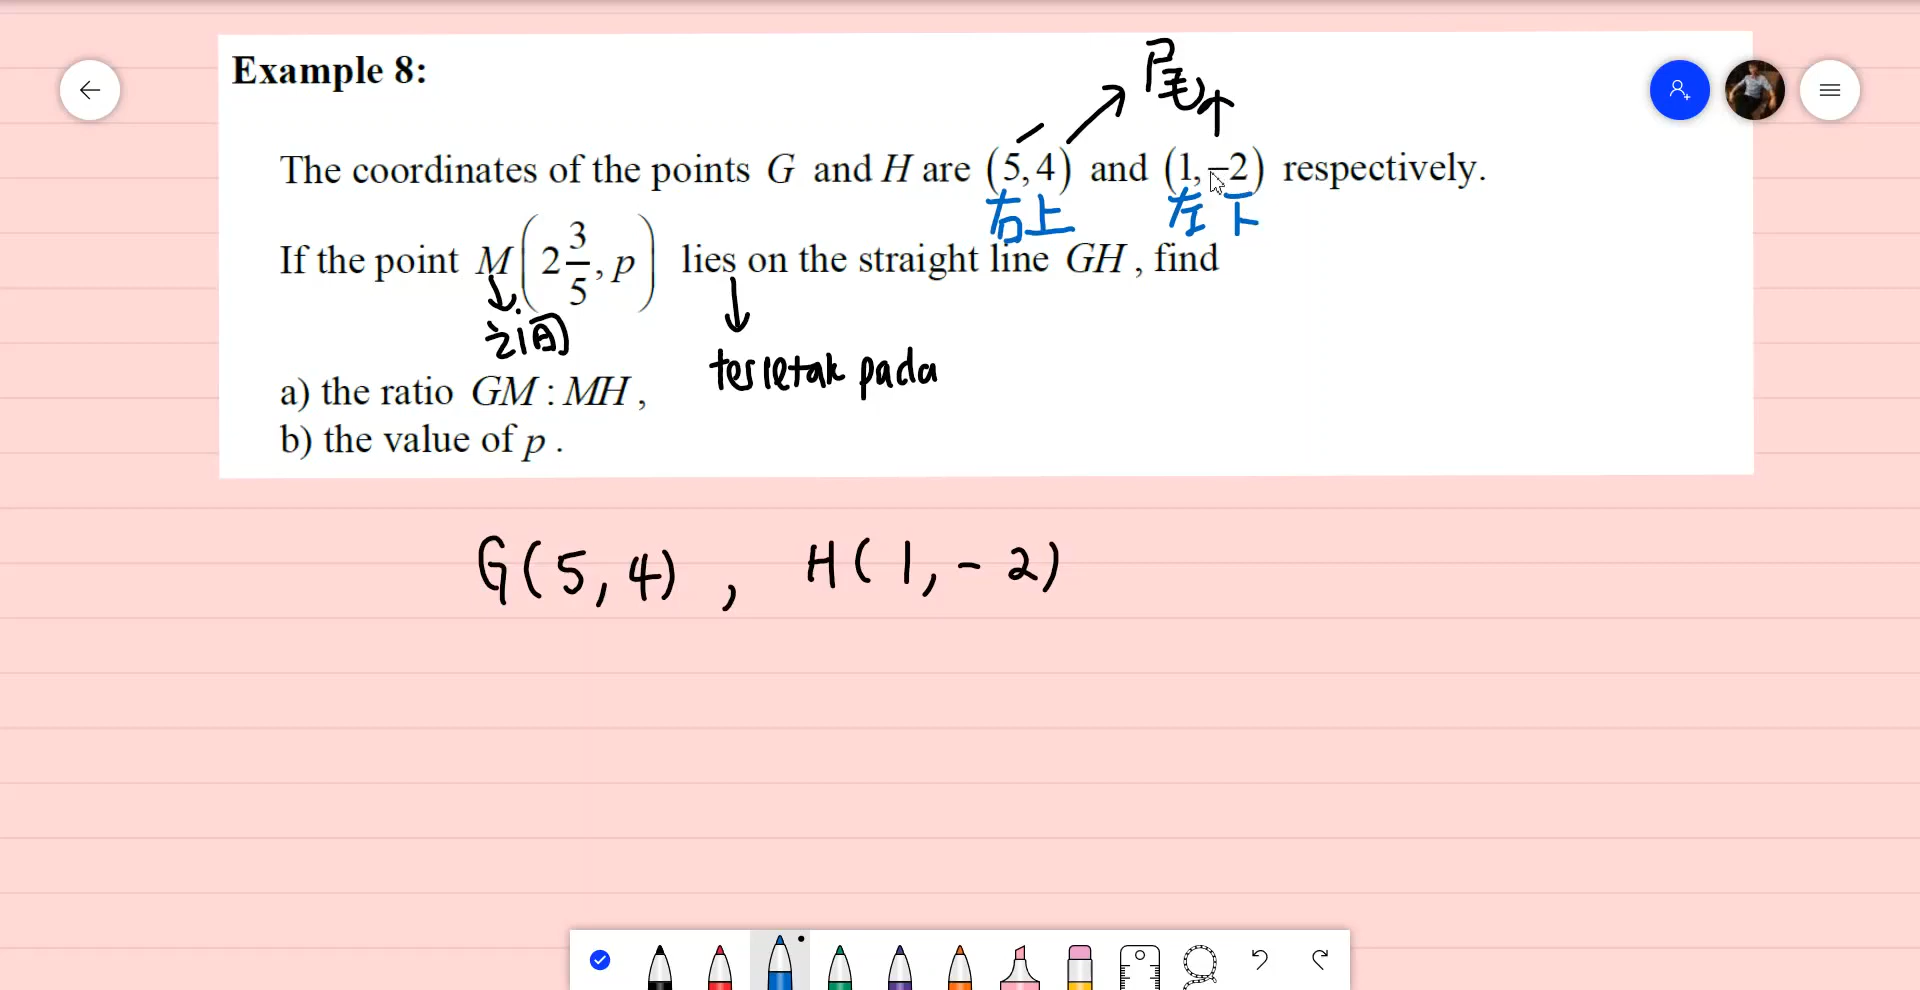 Example 8:
尾个
The coordinates of the points G and H are (5, 4) and (1, −2) respectively.
右上 左下
If the point M(2 3/5, p) lies on the straight line GH, find
之间
terletak pada
a) the ratio GM : MH,
b) the value of p.
G(5, 4), H(1, -2)